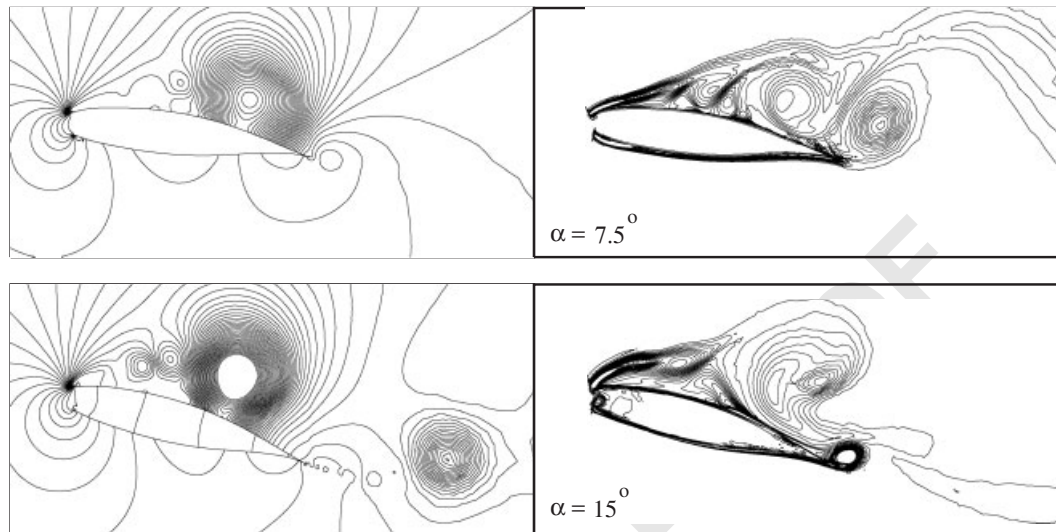 α = 7.5°
α = 15°